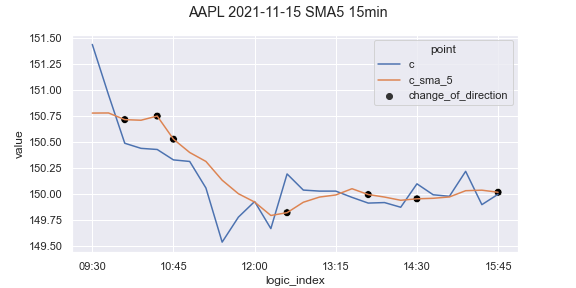 AAPL 2021-11-15 SMA5 15min
151.50
151.25
151.00
150.75
150.50
150.25
150.00
149.75
149.50
value
point
c
c_sma_5
change_of_direction
09:30 10:45 12:00 13:15 14:30 15:45
logic_index